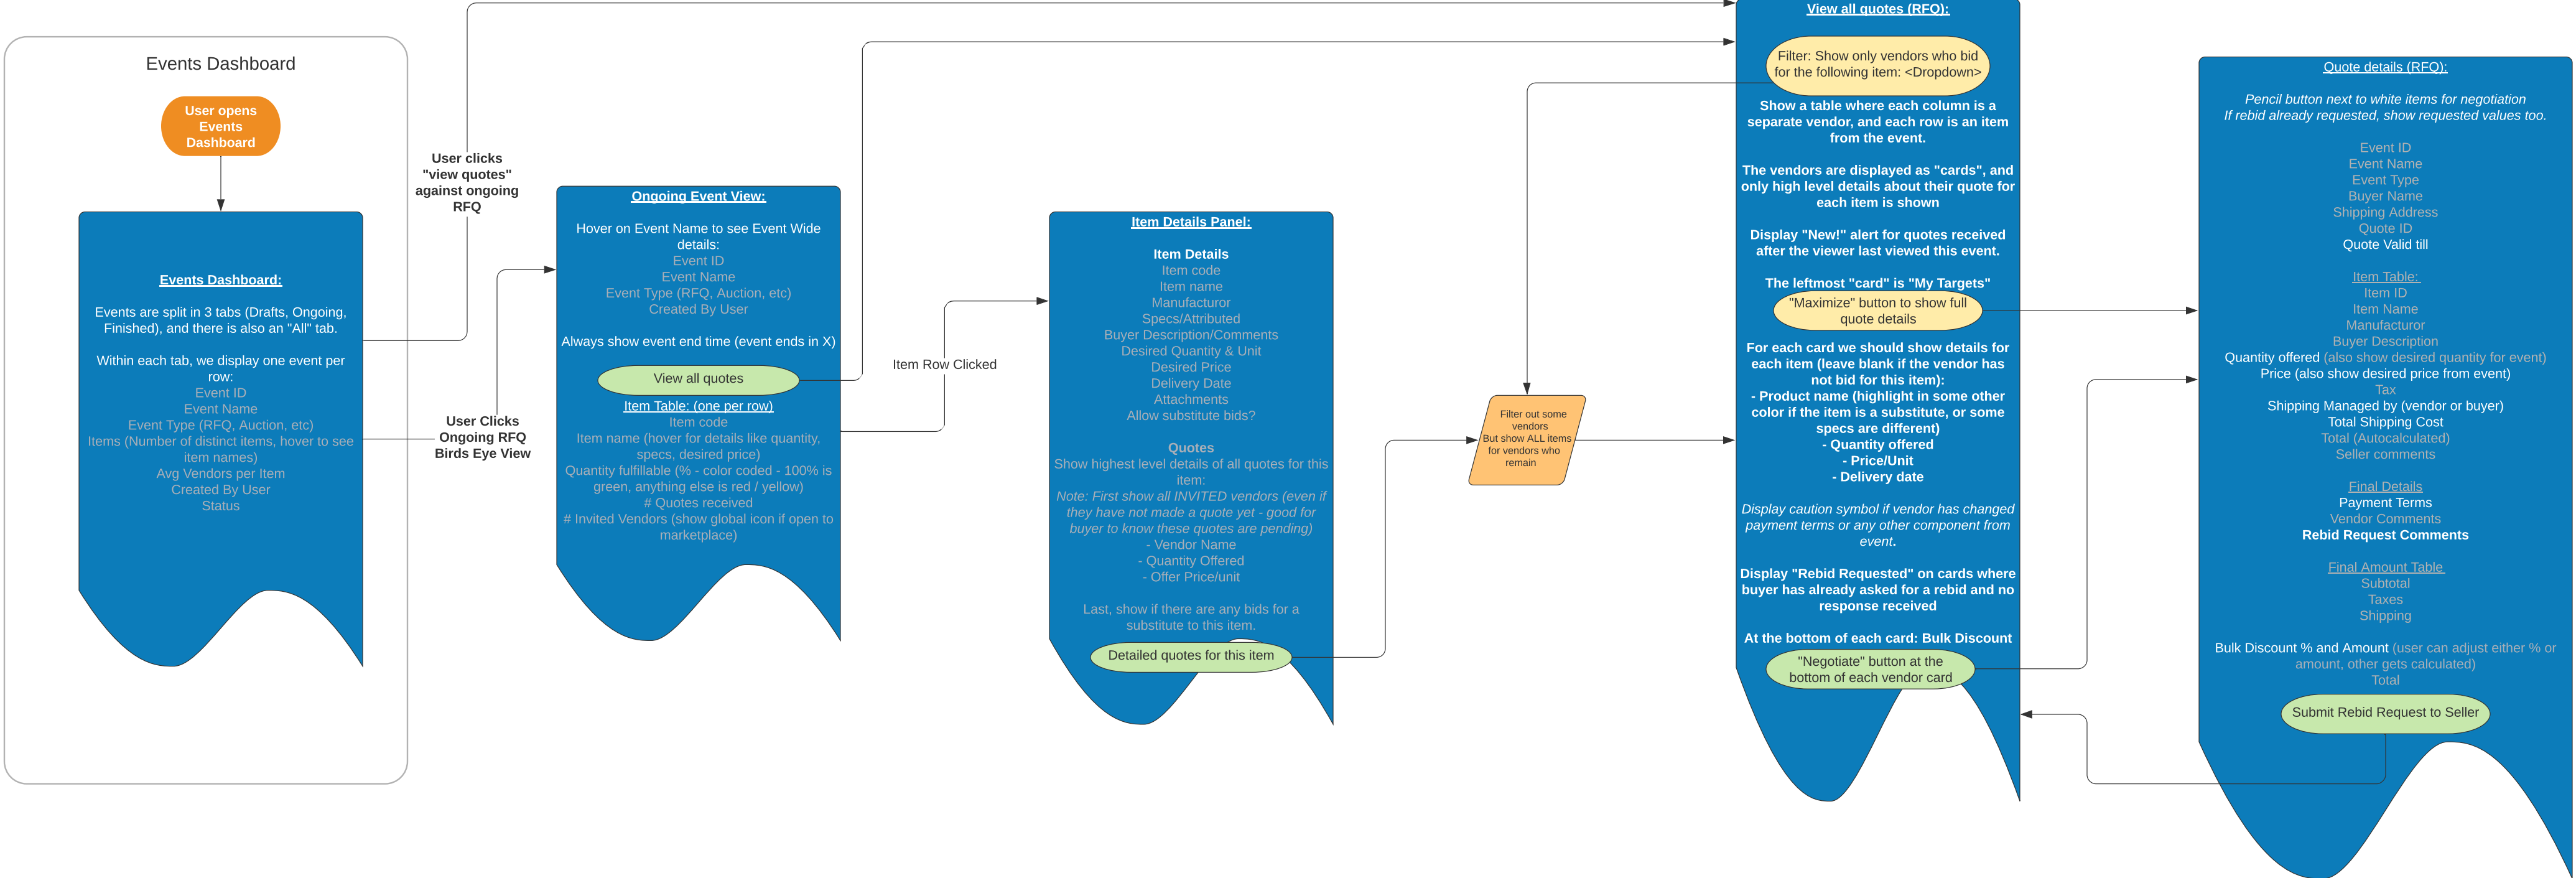 Events Dashboard
User opens
Events
Dashboard
Events Dashboard:
Events are split in 3 tabs (Drafts, Ongoing,
Finished), and there is also an "All" tab.
Within each tab, we display one event per
row:
Event ID
Event Name
Event Type (RFQ, Auction, etc)
Items (Number of distinct items, hover to see
item names)
Avg Vendors per Item
Created By User
Status
User clicks
"view quotes"
against ongoing
RFQ
User Clicks
Ongoing RFQ
Birds Eye View
Ongoing Event View:
Hover on Event Name to see Event Wide
details:
Event ID
Event Name
Event Type (RFQ, Auction, etc)
Created By User
Always show event end time (event ends in X)
View all quotes
Item Table: (one per row)
Item code
Item name (hover for details like quantity,
specs, desired price)
Quantity fulfillable (% - color coded - 100% is
green, anything else is red / yellow)
# Quotes received
# Invited Vendors (show global icon if open to
marketplace)
Item Row Clicked
Item Details Panel:
Item Details
Item code
Item name
Manufacturor
Specs/Attributed
Buyer Description/Comments
Desired Quantity & Unit
Desired Price
Delivery Date
Attachments
Allow substitute bids?
Quotes
Show highest level details of all quotes for this
item:
Note: First show all INVITED vendors (even if
they have not made a quote yet - good for
buyer to know these quotes are pending)
- Vendor Name
- Quantity Offered
- Offer Price/unit
Last, show if there are any bids for a
substitute to this item.
Detailed quotes for this item
Filter out some
vendors
But show ALL items
for vendors who
remain
View all quotes (RFQ):
Filter: Show only vendors who bid
for the following item: <Dropdown>
Show a table where each column is a
separate vendor, and each row is an item
from the event.
The vendors are displayed as "cards", and
only high level details about their quote for
each item is shown
Display "New!" alert for quotes received
after the viewer last viewed this event.
The leftmost "card" is "My Targets"
"Maximize" button to show full
quote details
For each card we should show details for
each item (leave blank if the vendor has
not bid for this item):
- Product name (highlight in some other
color if the item is a substitute, or some
specs are different)
- Quantity offered
- Price/Unit
- Delivery date
Display caution symbol if vendor has changed
payment terms or any other component from
event.
Display "Rebid Requested" on cards where
buyer has already asked for a rebid and no
response received
At the bottom of each card: Bulk Discount
"Negotiate" button at the
bottom of each vendor card
Quote details (RFQ):
Pencil button next to white items for negotiation
If rebid already requested, show requested values too.
Event ID
Event Name
Event Type
Buyer Name
Shipping Address
Quote ID
Quote Valid till
Item Table:
Item ID
Item Name
Manufacturor
Buyer Description
Quantity offered (also show desired quantity for event)
Price (also show desired price from event)
Tax
Shipping Managed by (vendor or buyer)
Total Shipping Cost
Total (Autocalculated)
Seller comments
Final Details
Payment Terms
Vendor Comments
Rebid Request Comments
Final Amount Table
Subtotal
Taxes
Shipping
Bulk Discount % and Amount (user can adjust either % or
amount, other gets calculated)
Total
Submit Rebid Request to Seller